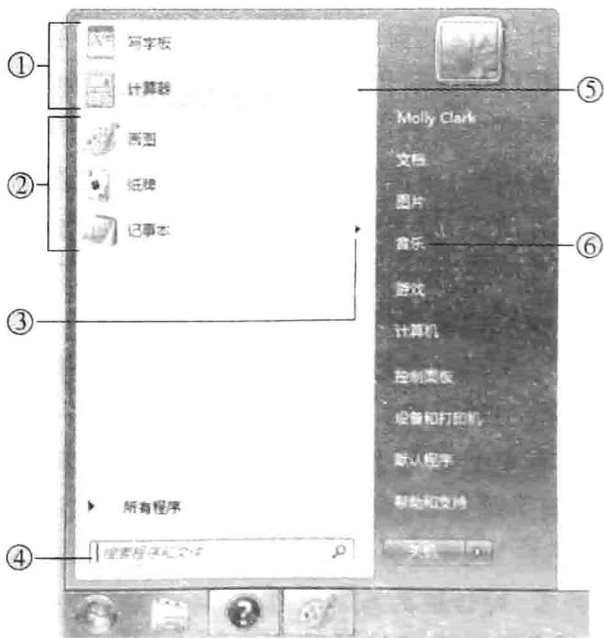 ①
写字板
计算器
⑤
Molly Clark
②
画图
文档
纸牌
图片
记事本
音乐
⑥
③
游戏
计算机
控制面板
设备和打印机
默认程序
所有程序
帮助和支持
④
搜索程序和文件
关机